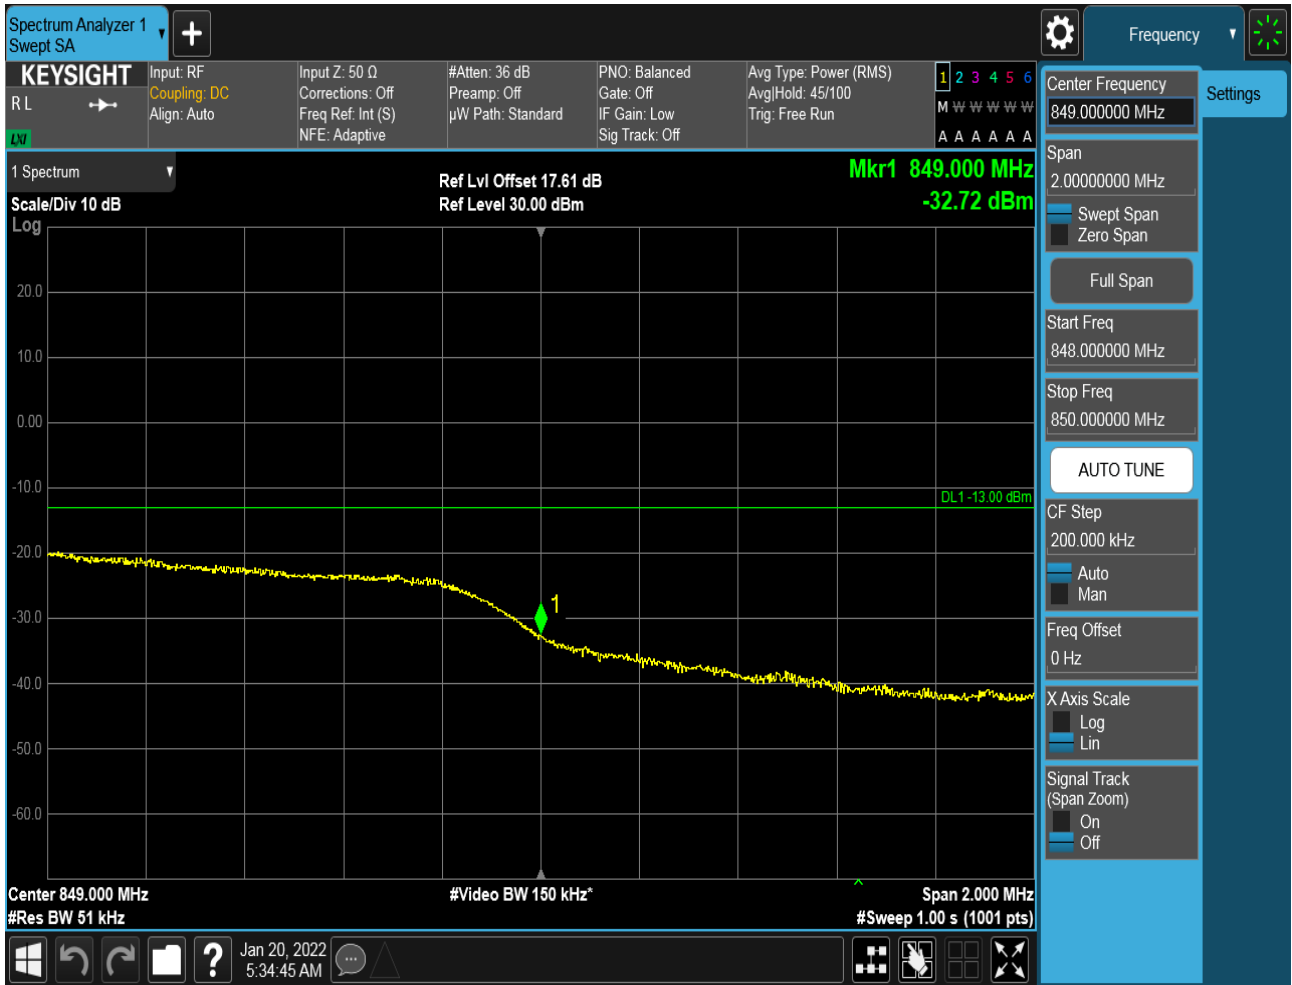 Spectrum Analyzer 1
Swept SA
Frequency
KEYSIGHT
R L
LXI
Input: RF
Coupling: DC
Align: Auto
Input Z: 50 Ω
Corrections: Off
Freq Ref: Int (S)
NFE: Adaptive
#Atten: 36 dB
Preamp: Off
µW Path: Standard
PNO: Balanced
Gate: Off
IF Gain: Low
Sig Track: Off
Avg Type: Power (RMS)
Avg|Hold: 45/100
Trig: Free Run
1 2 3 4 5 6
M W W W W W
A A A A A A
1 Spectrum
Scale/Div 10 dB
Log
Ref Lvl Offset 17.61 dB
Ref Level 30.00 dBm
Mkr1 849.000 MHz
-32.72 dBm
20.0
10.0
0.00
-10.0
-20.0
-30.0
-40.0
-50.0
-60.0
DL1 -13.00 dBm
1
Center 849.000 MHz
#Res BW 51 kHz
#Video BW 150 kHz*
Span 2.000 MHz
#Sweep 1.00 s (1001 pts)
Center Frequency
849.000000 MHz
Settings
Span
2.00000000 MHz
Swept Span
Zero Span
Full Span
Start Freq
848.000000 MHz
Stop Freq
850.000000 MHz
AUTO TUNE
CF Step
200.000 kHz
Auto
Man
Freq Offset
0 Hz
X Axis Scale
Log
Lin
Signal Track
(Span Zoom)
On
Off
?
Jan 20, 2022
5:34:45 AM